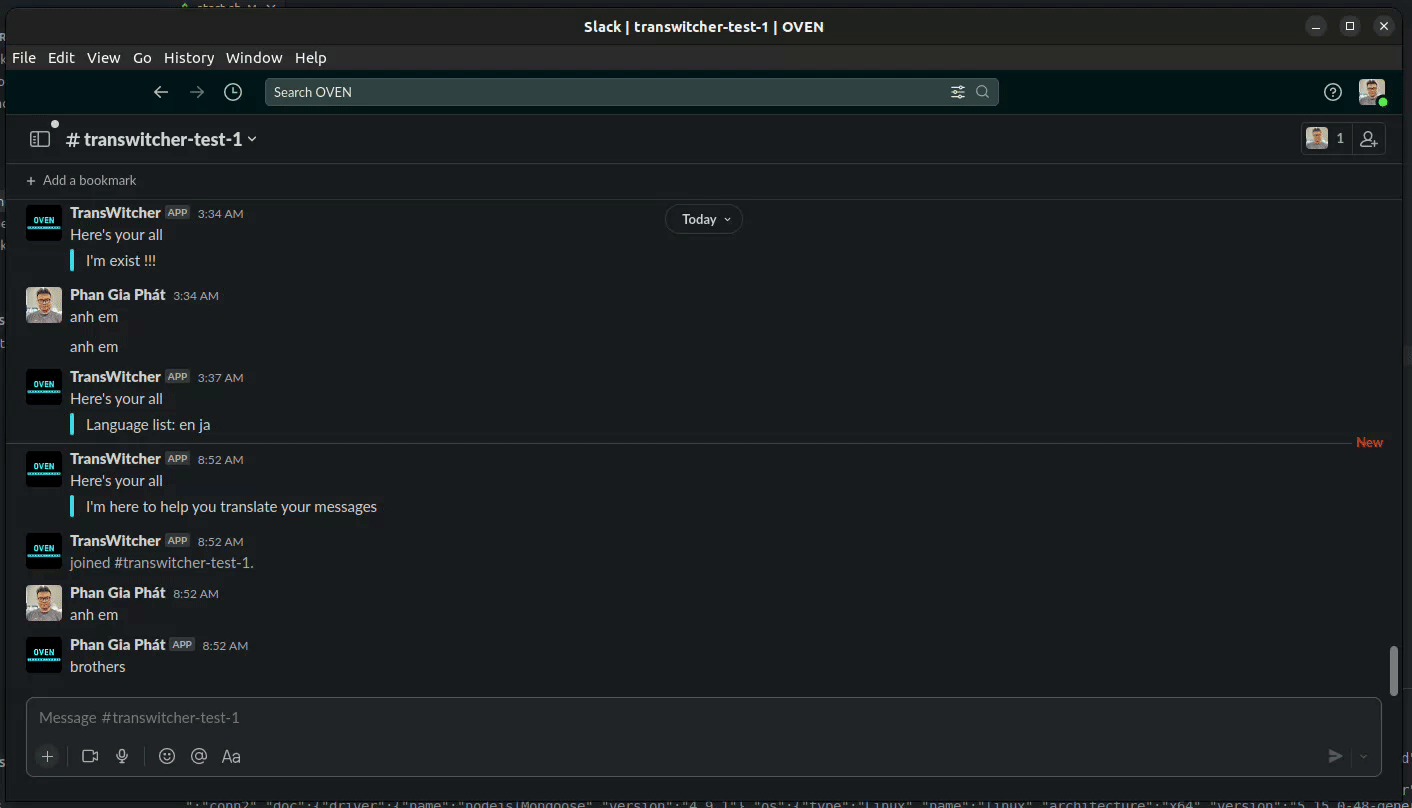 Slack | transwitcher-test-1 | OVEN
File Edit View Go History Window Help
Search OVEN
# transwitcher-test-1
1
+ Add a bookmark
Today
OVEN
TransWitcher APP 3:34 AM
Here's your all
I'm exist !!!
Phan Gia Phát 3:34 AM
anh em
anh em
OVEN
TransWitcher APP 3:37 AM
Here's your all
Language list: en ja
New
OVEN
TransWitcher APP 8:52 AM
Here's your all
I'm here to help you translate your messages
OVEN
TransWitcher APP 8:52 AM
joined #transwitcher-test-1.
Phan Gia Phát 8:52 AM
anh em
OVEN
Phan Gia Phát APP 8:52 AM
brothers
Message #transwitcher-test-1
Aa